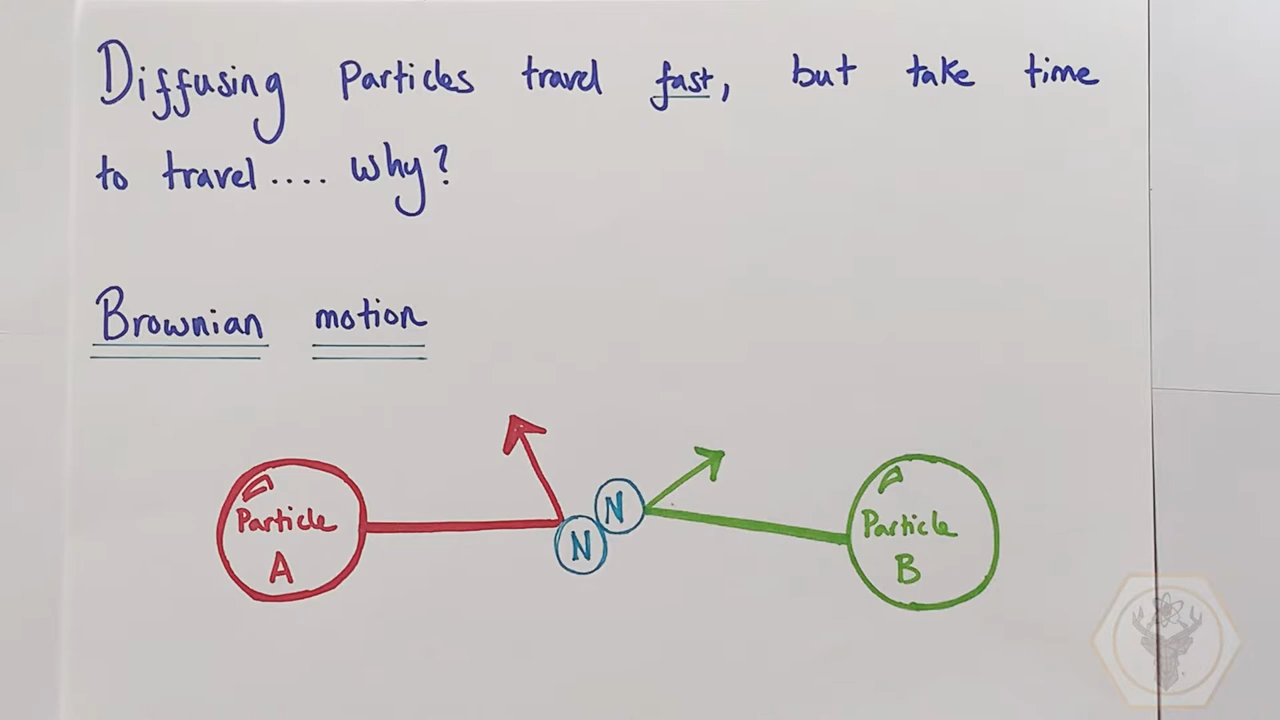 Diffusing Particles travel fast, but take time
to travel.... why?
Brownian motion
Particle
A
N
N
Particle
B